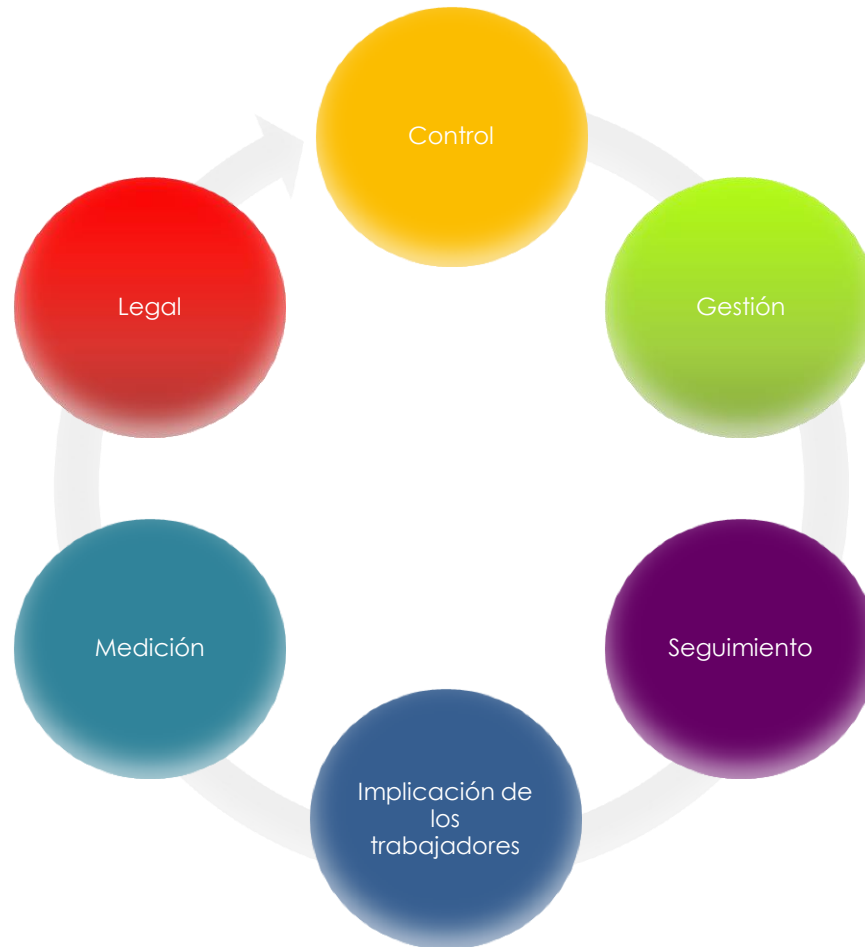 Control
Gestión
Seguimiento
Implicación de
los
trabajadores
Medición
Legal